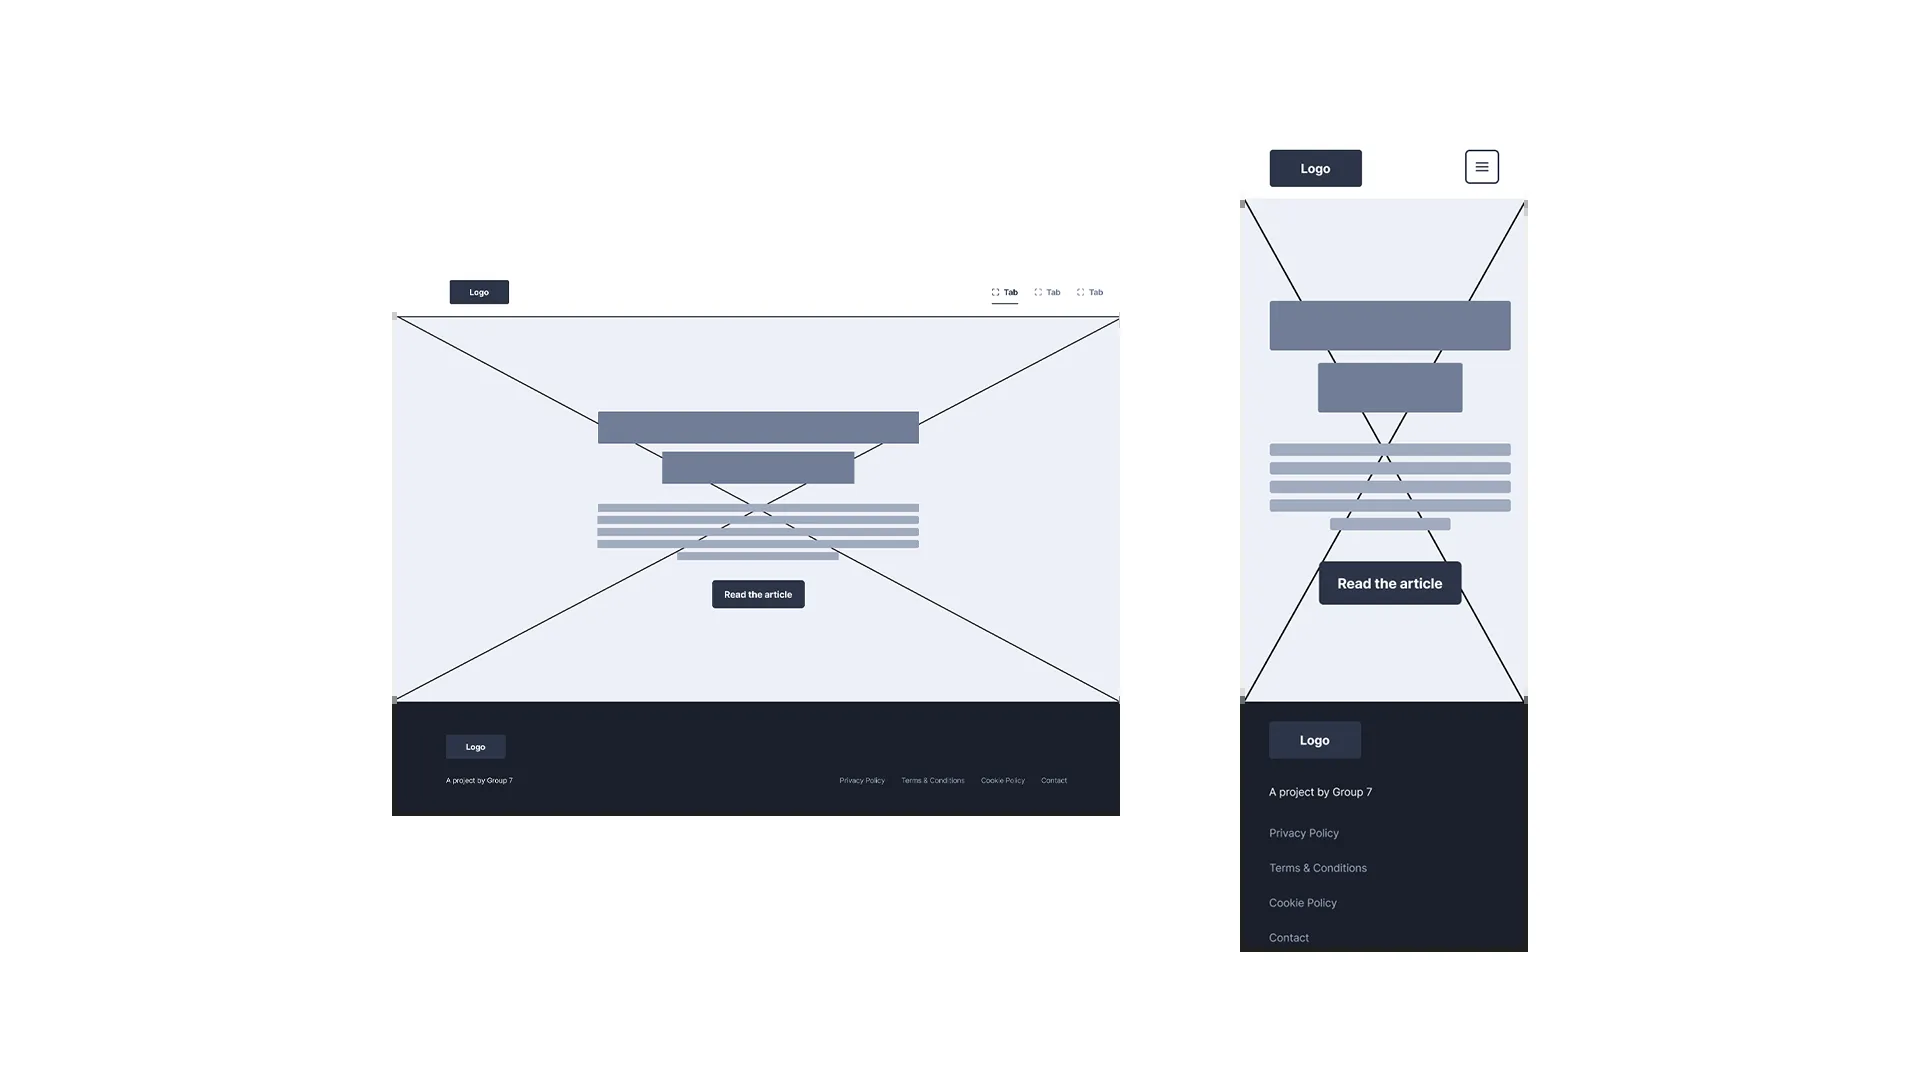 Logo
Tab Tab Tab
Read the article
Logo
A project by Group 7
Privacy Policy Terms & Conditions Cookie Policy Contact
Logo
Read the article
Logo
A project by Group 7
Privacy Policy
Terms & Conditions
Cookie Policy
Contact